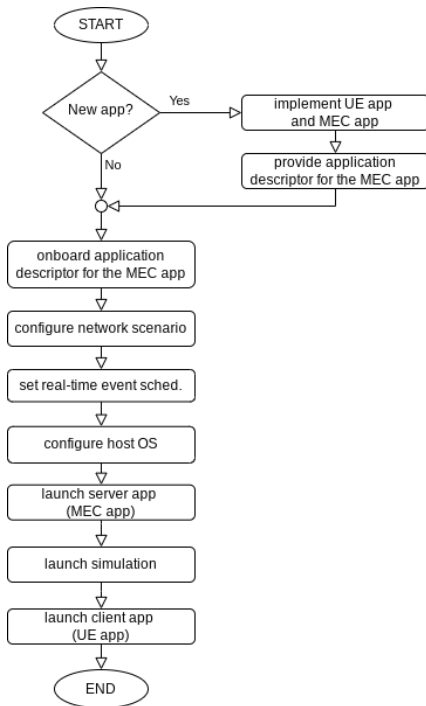 START
New app?
Yes
implement UE app
and MEC app
No
provide application
descriptor for the MEC app
onboard application
descriptor for the MEC app
configure network scenario
set real-time event sched.
configure host OS
launch server app
(MEC app)
launch simulation
launch client app
(UE app)
END